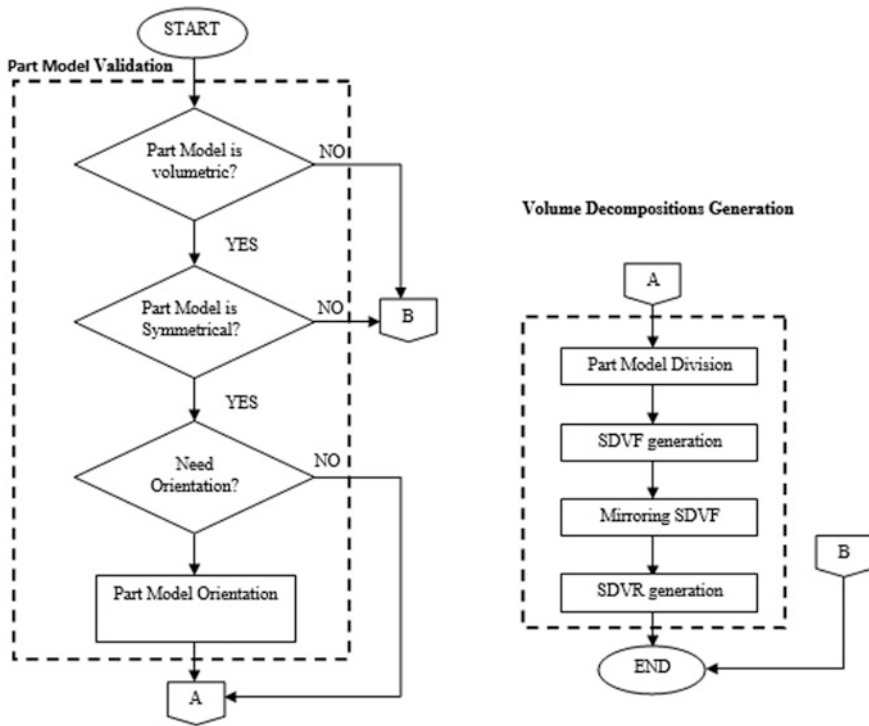 START
Part Model Validation
Part Model is
volumetric?
NO
YES
Part Model is
Symmetrical?
NO
B
YES
Need
Orientation?
NO
Part Model Orientation
A
Volume Decompositions Generation
A
Part Model Division
SDVF generation
Mirroring SDVF
SDVR generation
B
END